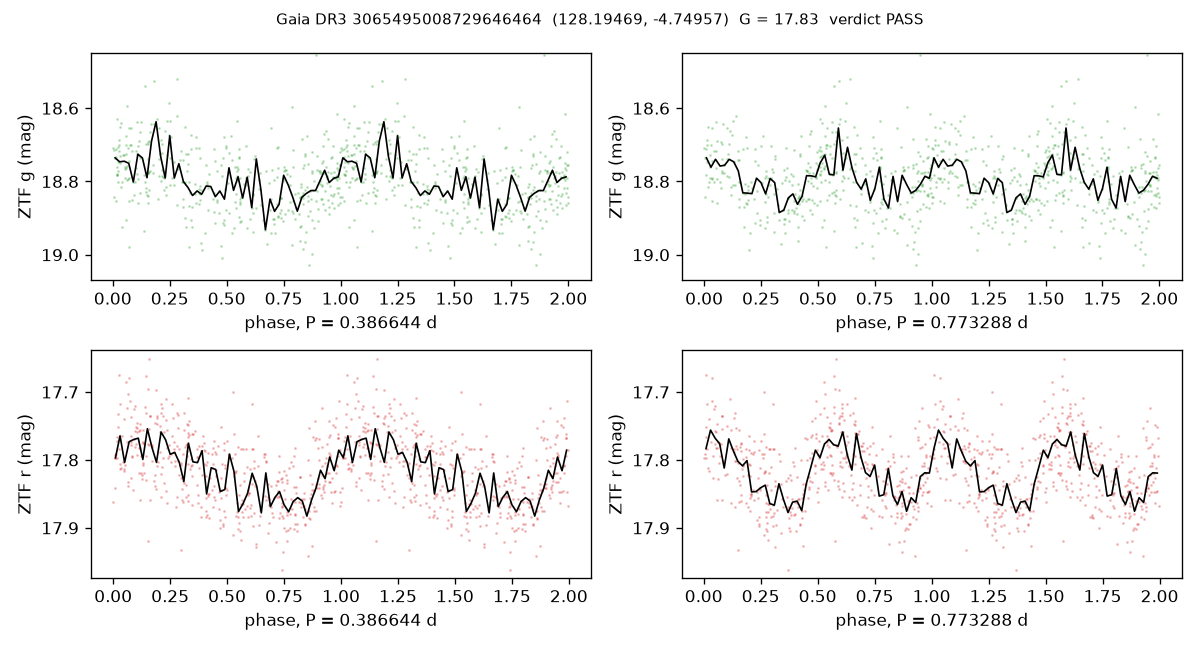 Gaia DR3 3065495008729646464  (128.19469, -4.74957)  G = 17.83  verdict PASS
ZTF g (mag)
18.6
18.8
19.0
0.00 0.25 0.50 0.75 1.00 1.25 1.50 1.75 2.00
phase, P = 0.386644 d
ZTF g (mag)
18.6
18.8
19.0
0.00 0.25 0.50 0.75 1.00 1.25 1.50 1.75 2.00
phase, P = 0.773288 d
ZTF r (mag)
17.7
17.8
17.9
0.00 0.25 0.50 0.75 1.00 1.25 1.50 1.75 2.00
phase, P = 0.386644 d
ZTF r (mag)
17.7
17.8
17.9
0.00 0.25 0.50 0.75 1.00 1.25 1.50 1.75 2.00
phase, P = 0.773288 d